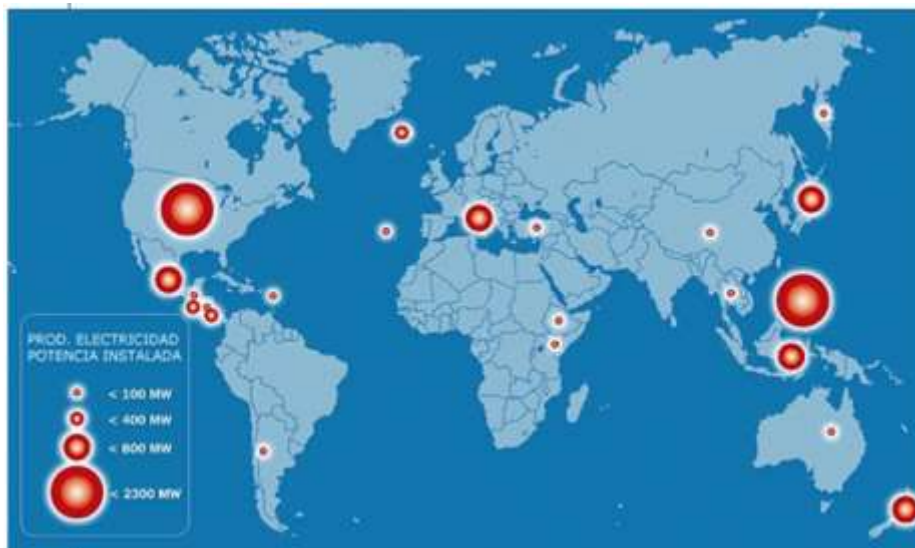 PROD. ELECTRICIDAD
POTENCIA INSTALADA
< 100 MW
< 400 MW
< 800 MW
< 2300 MW